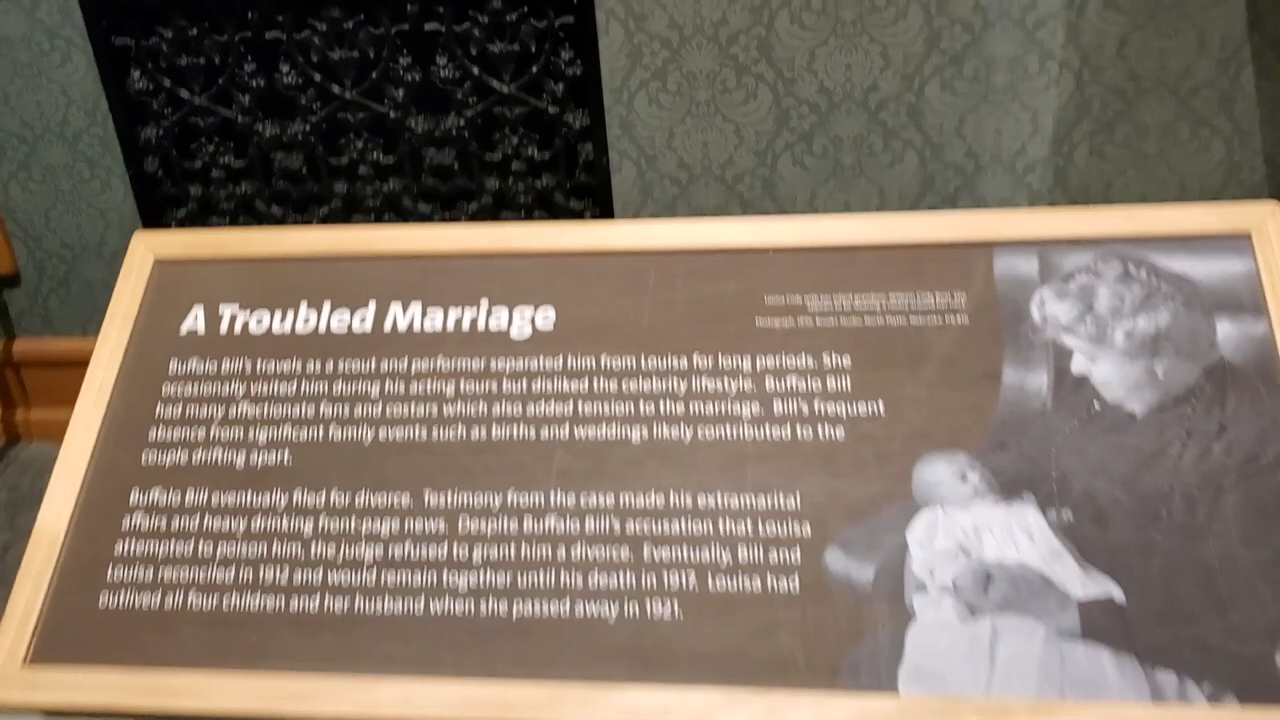 A Troubled Marriage
Buffalo Bill's travels as a scout and performer separated him from Louisa for long periods. She
occasionally visited him during his acting tours but disliked the celebrity lifestyle. Buffalo Bill
had many affectionate fans and costars which also added tension to the marriage. Bill's frequent
absence from significant family events such as births and weddings likely contributed to the
couple drifting apart.
Buffalo Bill eventually filed for divorce. Testimony from the case made his extramarital
affairs and heavy drinking front-page news. Despite Buffalo Bill's accusation that Louisa
attempted to poison him, the judge refused to grant him a divorce. Eventually, Bill and
Louisa reconciled in 1912 and would remain together until his death in 1917. Louisa had
outlived all four children and her husband when she passed away in 1921.